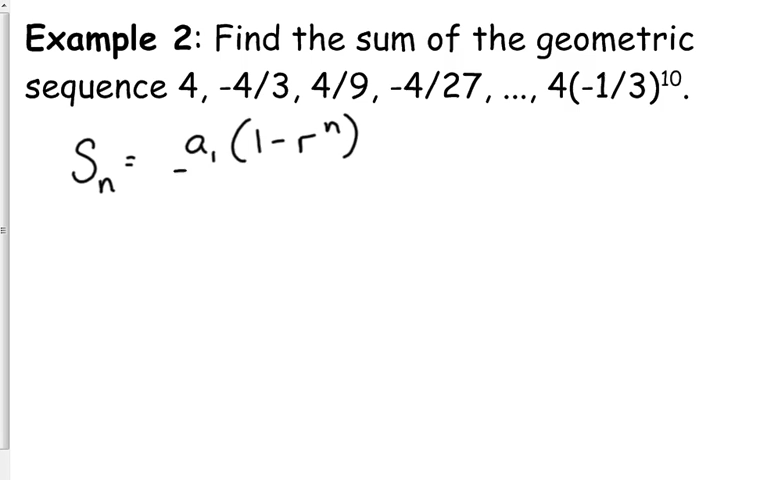 Example 2: Find the sum of the geometric
sequence 4, -4/3, 4/9, -4/27, ..., 4(-1/3)¹⁰.
Sₙ = a₁ (1 - rⁿ)